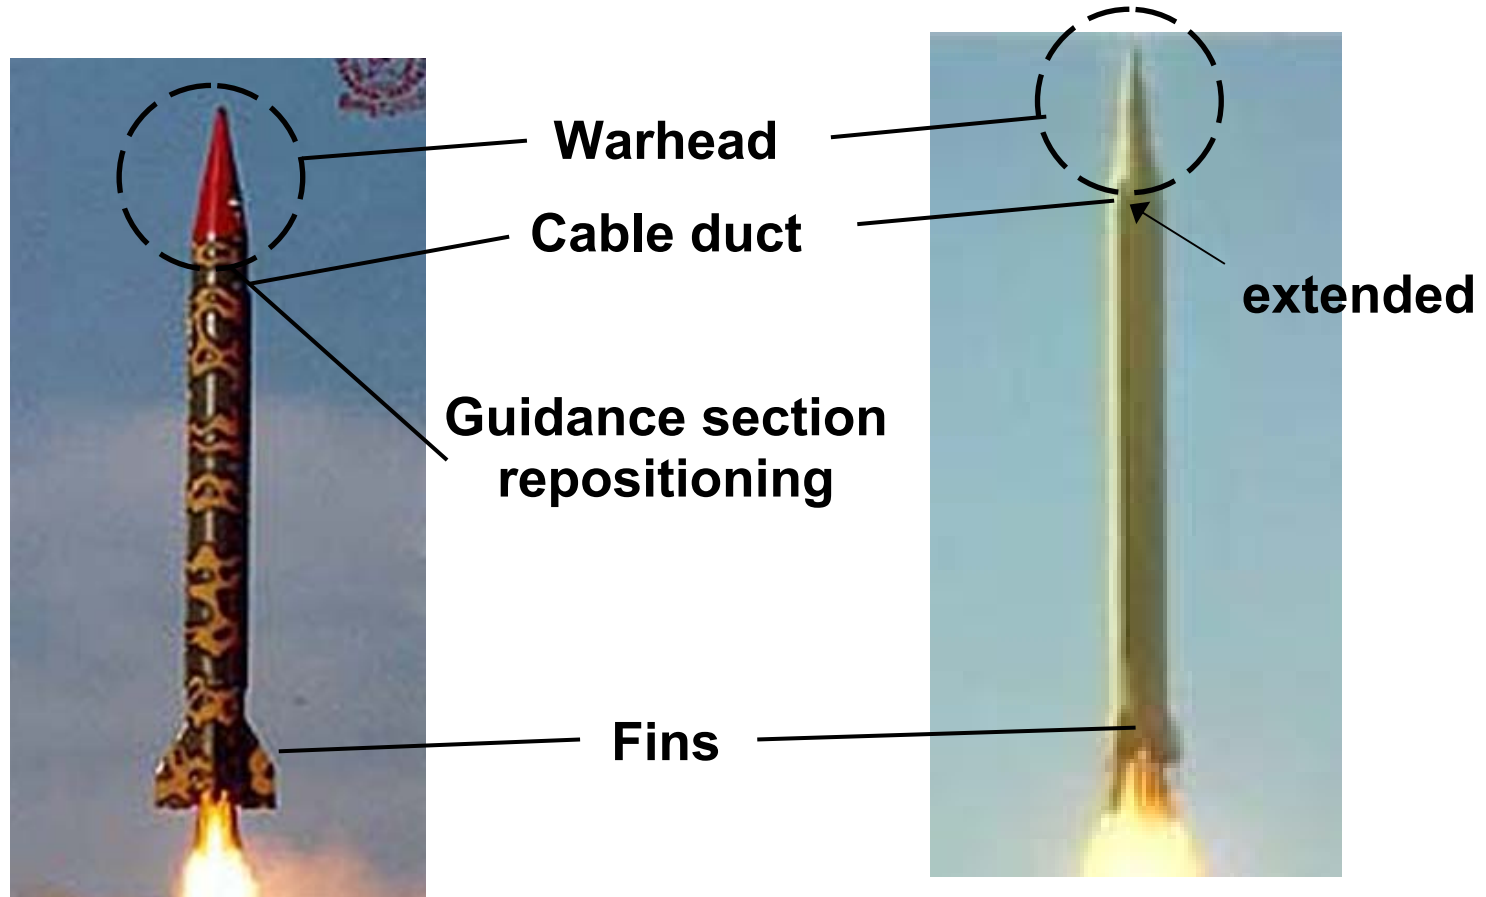 Warhead
Cable duct
extended
Guidance section
repositioning
Fins